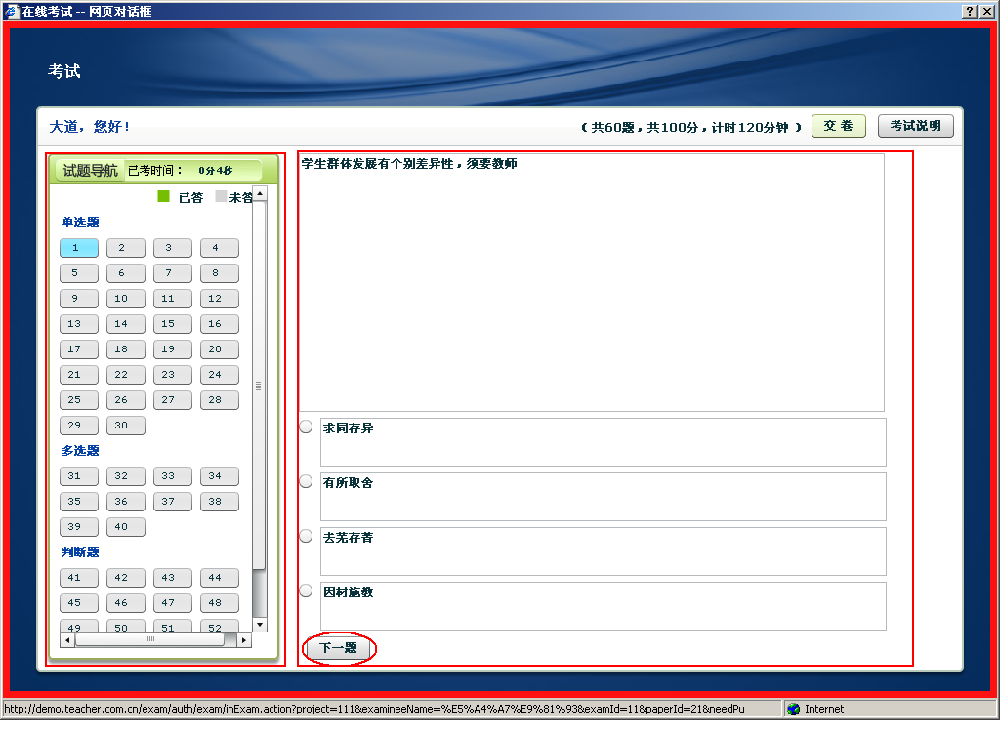 在线考试 -- 网页对话框
考试
大道，您好！
（共60题，共100分，计时120分钟 ）
交 卷
考试说明
试题导航 已考时间： 0分4秒
已答 未答
单选题
1 2 3 4
5 6 7 8
9 10 11 12
13 14 15 16
17 18 19 20
21 22 23 24
25 26 27 28
29 30
多选题
31 32 33 34
35 36 37 38
39 40
判断题
41 42 43 44
45 46 47 48
49 50 51 52
学生群体发展有个别差异性，须要教师
求同存异
有所取舍
去芜存菁
因材施教
下一题
http://demo.teacher.com.cn/exam/auth/exam/inExam.action?project=111&examineeName=%E5%A4%A7%E9%81%93&examId=11&paperId=21&needPu
Internet